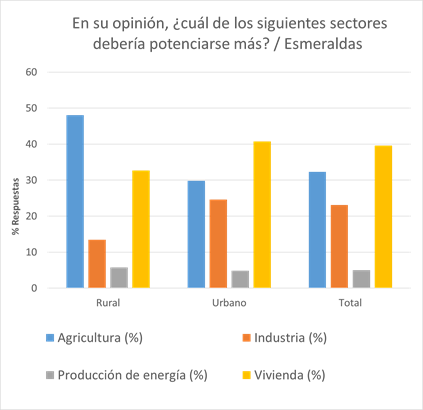 En su opinión, ¿cuál de los siguientes sectores
debería potenciarse más? / Esmeraldas
60
50
40
30
20
10
0
% Respuestas
Rural
Urbano
Total
Agricultura (%)
Industria (%)
Producción de energía (%)
Vivienda (%)